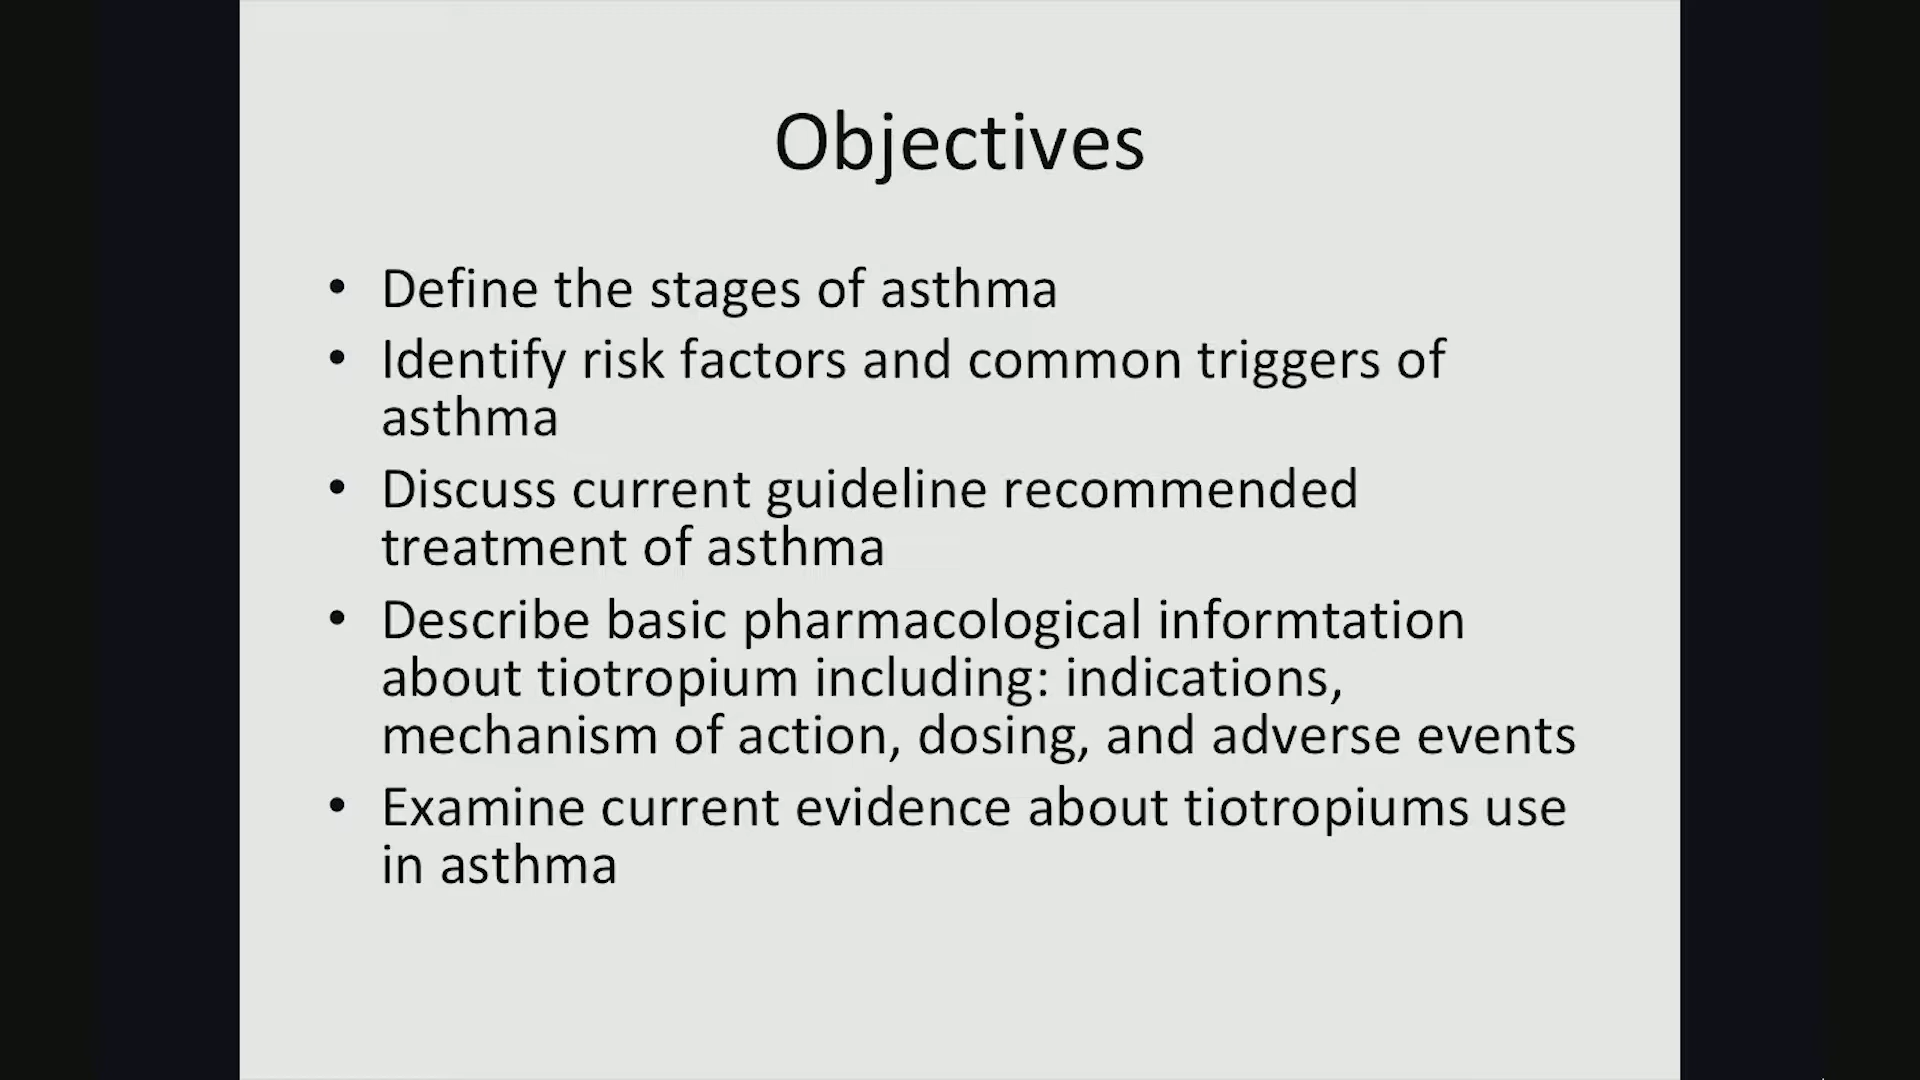 Objectives
• Define the stages of asthma
• Identify risk factors and common triggers of
asthma
• Discuss current guideline recommended
treatment of asthma
• Describe basic pharmacological informtation
about tiotropium including: indications,
mechanism of action, dosing, and adverse events
• Examine current evidence about tiotropiums use
in asthma